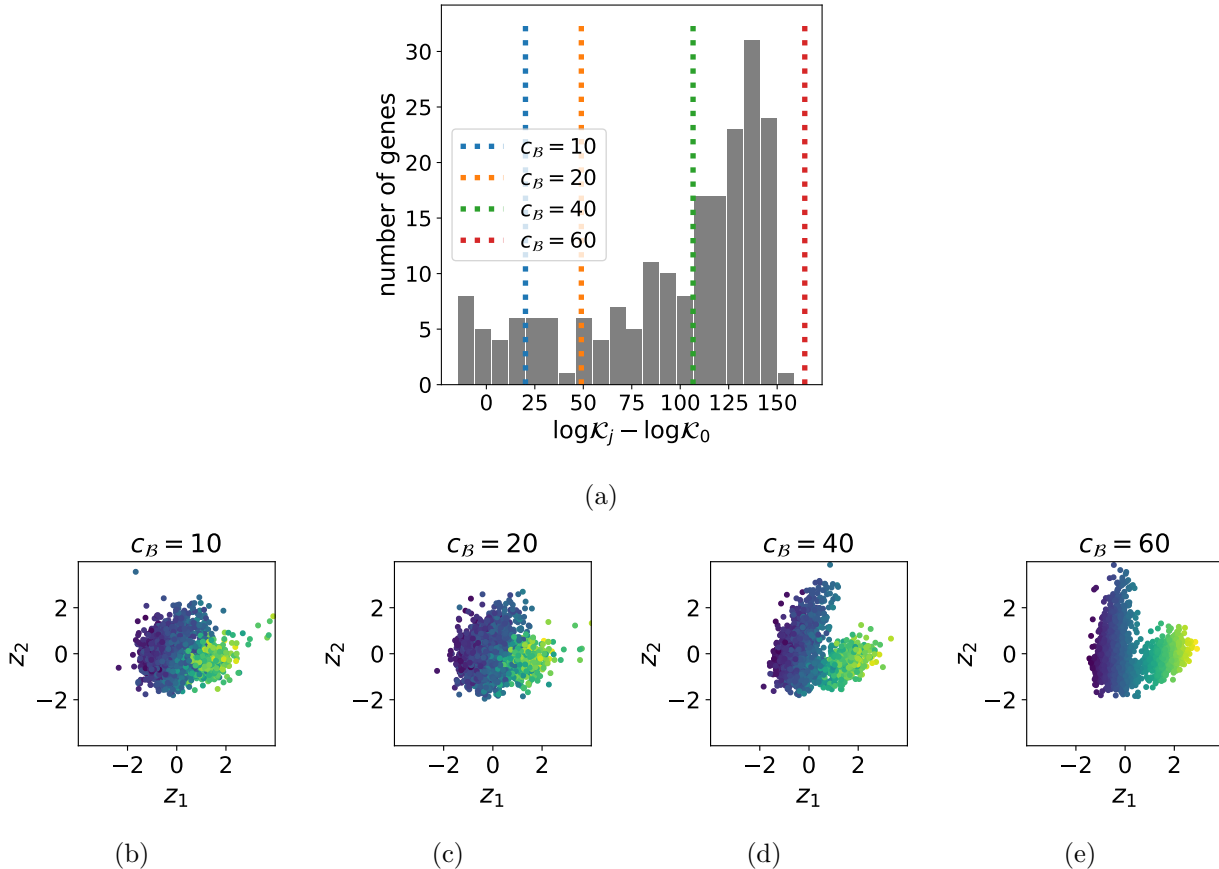 number of genes
30
25
20
15
10
5
0
c_ℬ = 10
c_ℬ = 20
c_ℬ = 40
c_ℬ = 60
0 25 50 75 100 125 150
log𝒦_j − log𝒦_0
(a)
c_ℬ = 10
z_2
2
0
−2
−2 0 2
z_1
(b)
c_ℬ = 20
z_2
2
0
−2
−2 0 2
z_1
(c)
c_ℬ = 40
z_2
2
0
−2
−2 0 2
z_1
(d)
c_ℬ = 60
z_2
2
0
−2
−2 0 2
z_1
(e)